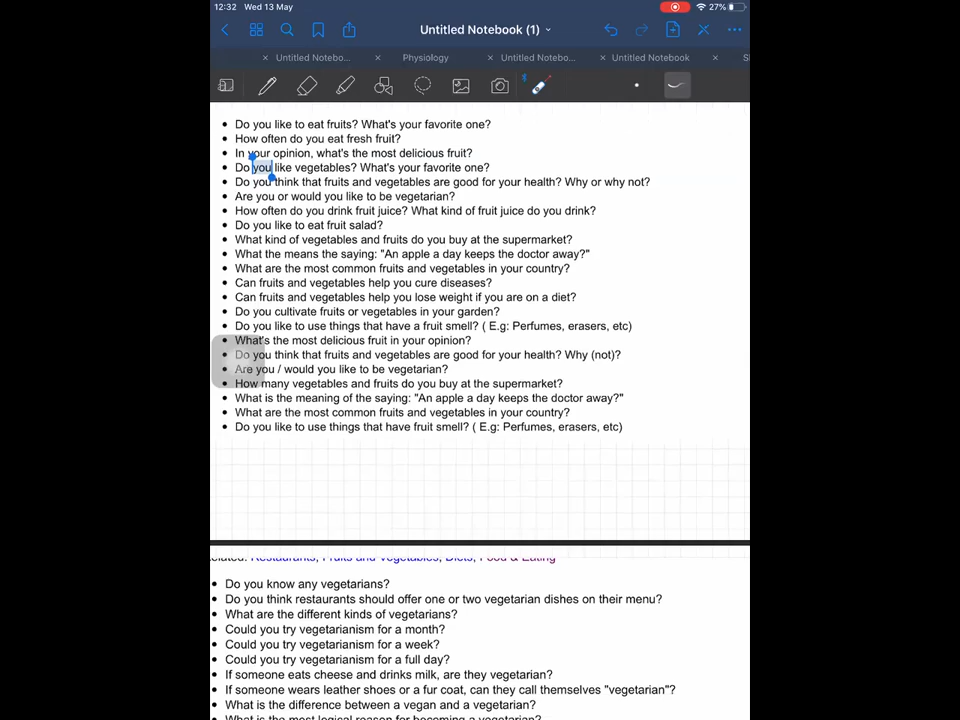 12:32 Wed 13 May
27%
Untitled Notebook (1)
Untitled Notebo...
Physiology
Untitled Notebo...
Untitled Notebook
Do you like to eat fruits? What's your favorite one?
How often do you eat fresh fruit?
In your opinion, what's the most delicious fruit?
Do you like vegetables? What's your favorite one?
Do you think that fruits and vegetables are good for your health? Why or why not?
Are you or would you like to be vegetarian?
How often do you drink fruit juice? What kind of fruit juice do you drink?
Do you like to eat fruit salad?
What kind of vegetables and fruits do you buy at the supermarket?
What the means the saying: "An apple a day keeps the doctor away?"
What are the most common fruits and vegetables in your country?
Can fruits and vegetables help you cure diseases?
Can fruits and vegetables help you lose weight if you are on a diet?
Do you cultivate fruits or vegetables in your garden?
Do you like to use things that have a fruit smell? ( E.g: Perfumes, erasers, etc)
What's the most delicious fruit in your opinion?
Do you think that fruits and vegetables are good for your health? Why (not)?
Are you / would you like to be vegetarian?
How many vegetables and fruits do you buy at the supermarket?
What is the meaning of the saying: "An apple a day keeps the doctor away?"
What are the most common fruits and vegetables in your country?
Do you like to use things that have fruit smell? ( E.g: Perfumes, erasers, etc)
Restaurants, Fruits and Vegetables, Diets, Food & Eating
Do you know any vegetarians?
Do you think restaurants should offer one or two vegetarian dishes on their menu?
What are the different kinds of vegetarians?
Could you try vegetarianism for a month?
Could you try vegetarianism for a week?
Could you try vegetarianism for a full day?
If someone eats cheese and drinks milk, are they vegetarian?
If someone wears leather shoes or a fur coat, can they call themselves "vegetarian"?
What is the difference between a vegan and a vegetarian?
What is the most logical reason for becoming a vegetarian?